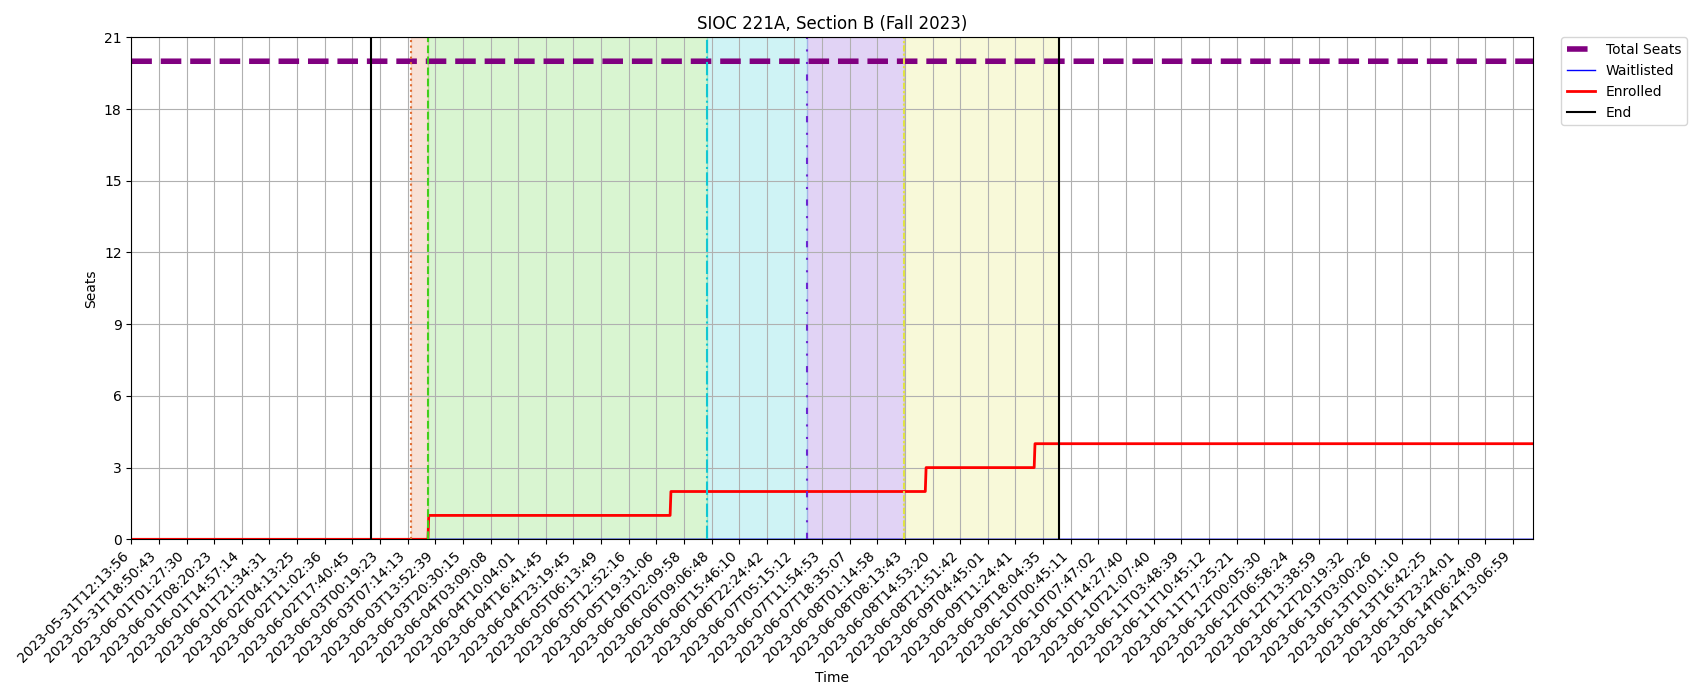 SIOC 221A, Section B (Fall 2023)
21
18
15
12
9
6
3
0
Seats
Total Seats
Waitlisted
Enrolled
End
2023-05-31T12:13:56
2023-05-31T18:50:43
2023-06-01T01:27:30
2023-06-01T08:20:23
2023-06-01T14:57:14
2023-06-01T21:34:31
2023-06-02T04:13:25
2023-06-02T11:02:36
2023-06-02T17:40:45
2023-06-03T00:19:23
2023-06-03T07:14:13
2023-06-03T13:52:39
2023-06-03T20:30:15
2023-06-04T03:09:08
2023-06-04T10:04:01
2023-06-04T16:41:45
2023-06-04T23:19:45
2023-06-05T06:13:49
2023-06-05T12:52:16
2023-06-05T19:31:06
2023-06-06T02:09:58
2023-06-06T09:06:48
2023-06-06T15:46:10
2023-06-06T22:24:42
2023-06-07T05:15:12
2023-06-07T11:54:53
2023-06-07T18:35:07
2023-06-08T01:14:58
2023-06-08T08:13:43
2023-06-08T14:53:20
2023-06-08T21:51:42
2023-06-09T04:45:01
2023-06-09T11:24:41
2023-06-09T18:04:35
2023-06-10T00:45:11
2023-06-10T07:47:02
2023-06-10T14:27:40
2023-06-10T21:07:40
2023-06-11T03:48:39
2023-06-11T10:45:12
2023-06-11T17:25:21
2023-06-12T00:05:30
2023-06-12T06:58:24
2023-06-12T13:38:59
2023-06-12T20:19:32
2023-06-13T03:00:26
2023-06-13T10:01:10
2023-06-13T16:42:25
2023-06-13T23:24:01
2023-06-14T06:24:09
2023-06-14T13:06:59
Time